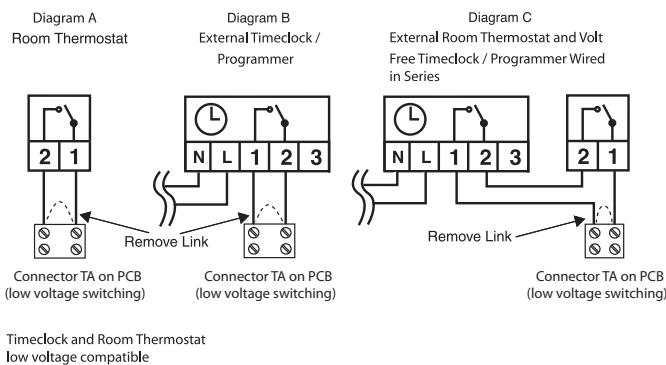 Diagram A
Room Thermostat
Diagram B
External Timeclock /
Programmer
Diagram C
External Room Thermostat and Volt
Free Timeclock / Programmer Wired
in Series
2 1
N L 1 2 3
N L 1 2 3
2 1
Remove Link
Remove Link
Connector TA on PCB
(low voltage switching)
Connector TA on PCB
(low voltage switching)
Connector TA on PCB
(low voltage switching)
Timeclock and Room Thermostat
low voltage compatible